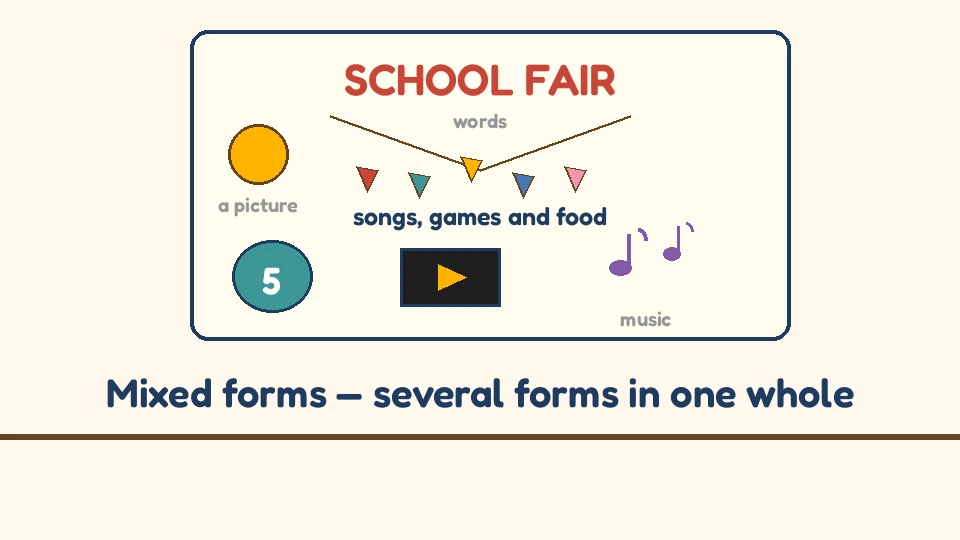 SCHOOL FAIR
words
a picture
songs, games and food
5
music
Mixed forms – several forms in one whole